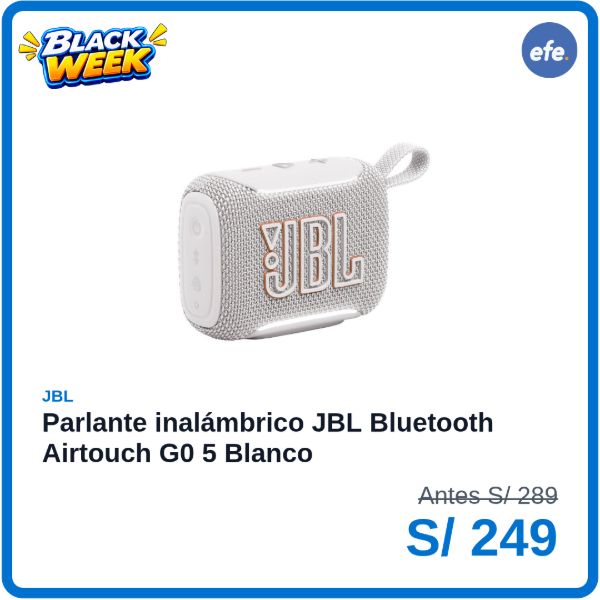 BLACK
WEEK
efe.
JBL
JBL
Parlante inalámbrico JBL Bluetooth
Airtouch G0 5 Blanco
Antes S/ 289
S/ 249